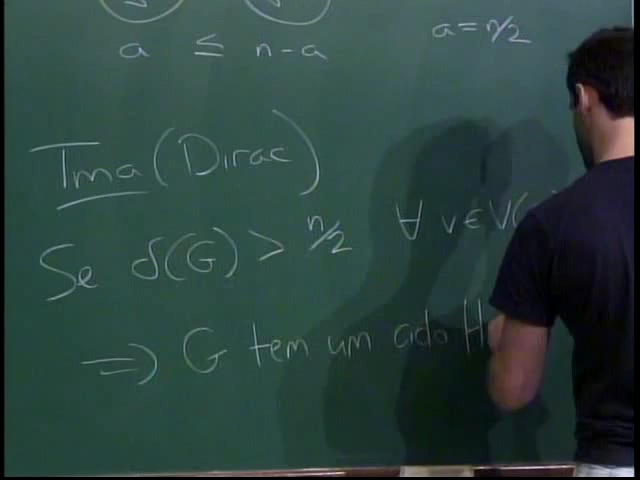 a ≤ n-a
a = n/2
Tma (Dirac)
Se δ(G) > n/2 ∀ v ∈ V(
⇒ G tem um ciclo H